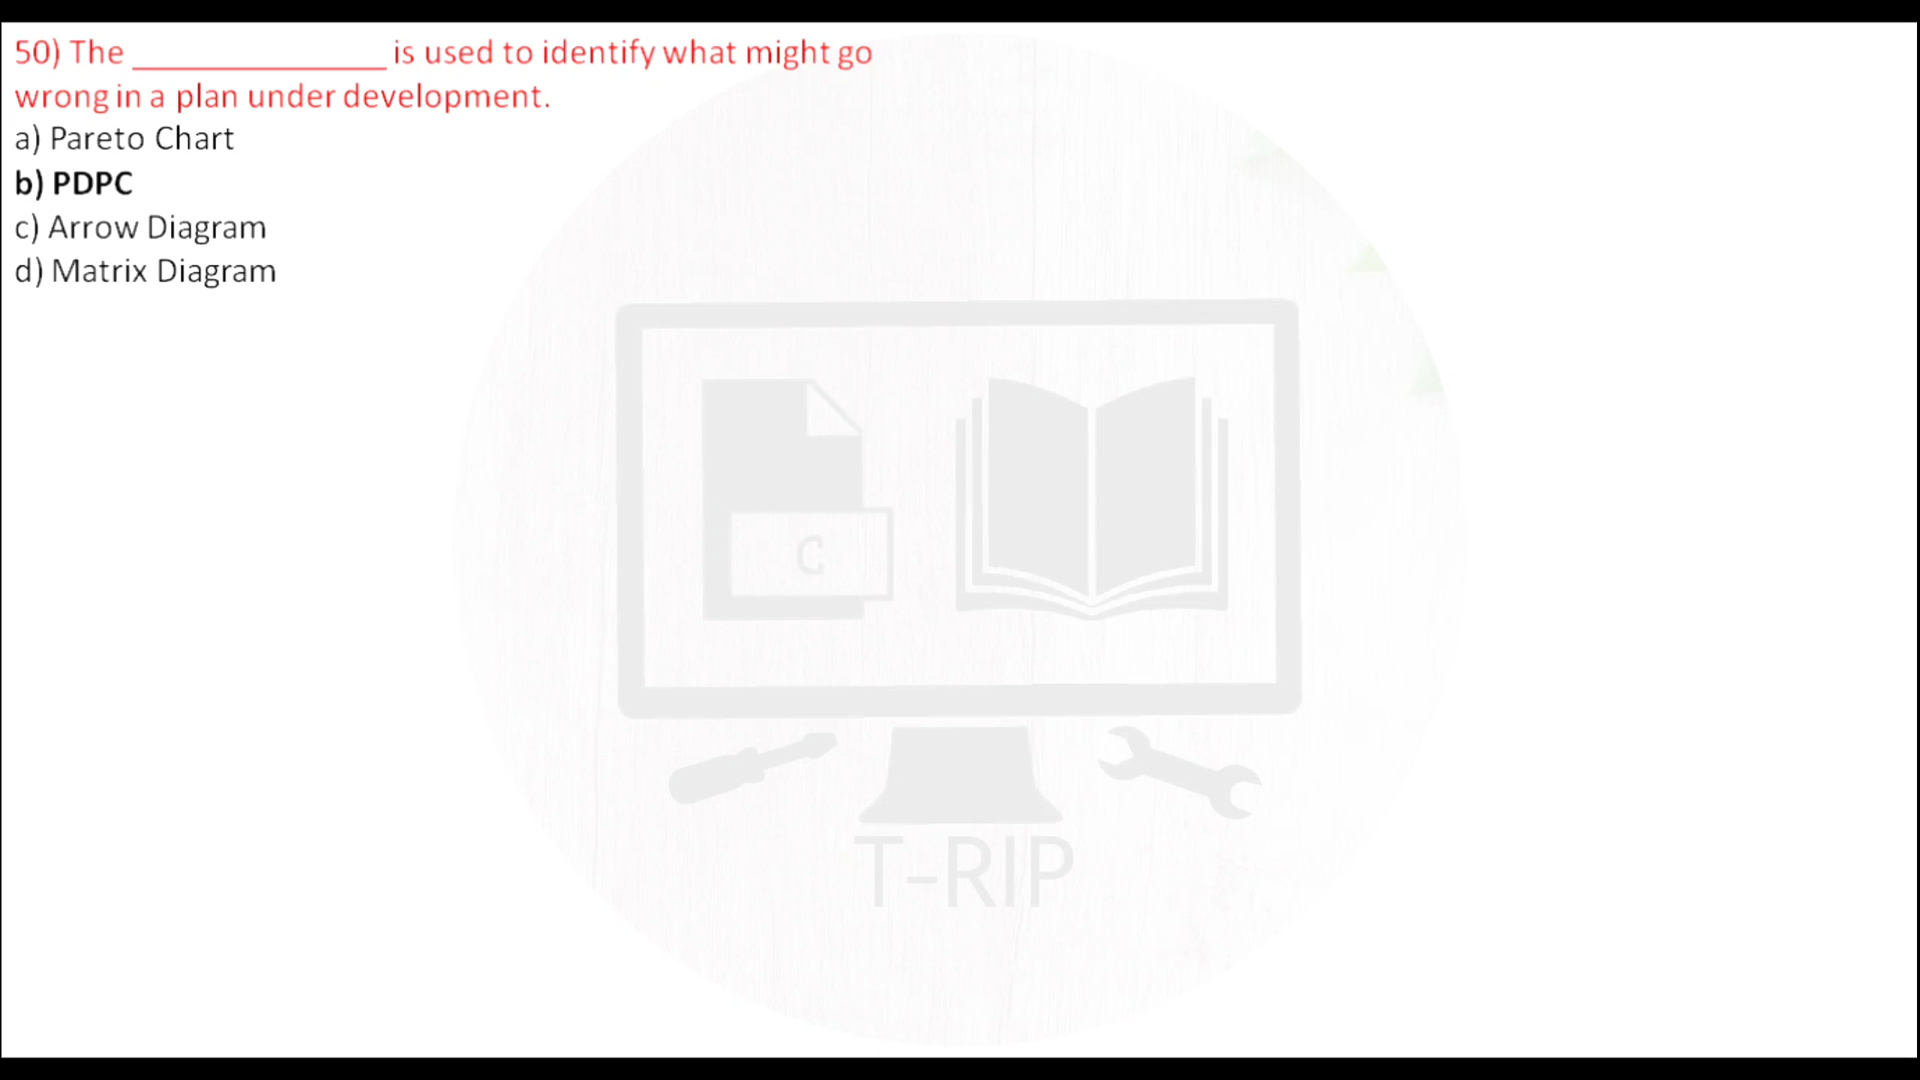 50) The _______________ is used to identify what might go
wrong in a plan under development.
a) Pareto Chart
b) PDPC
c) Arrow Diagram
d) Matrix Diagram
C
T-RIP